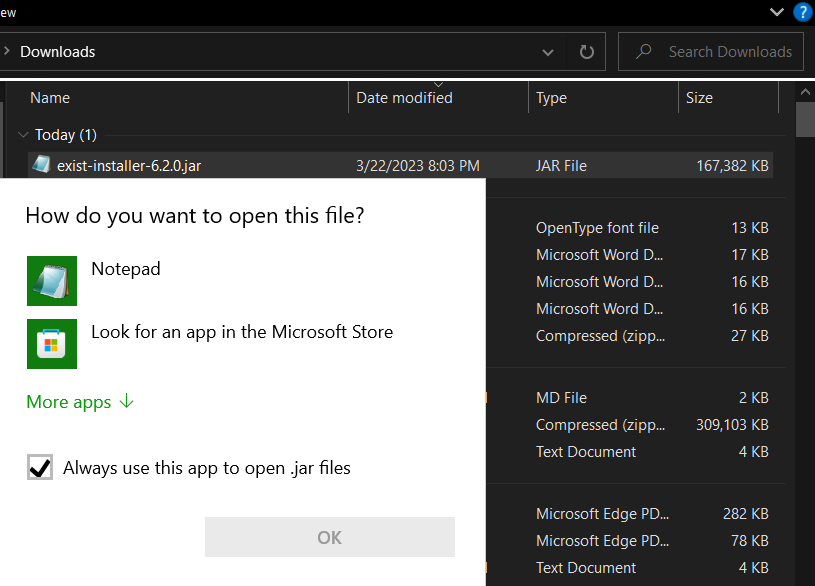 ew
?
Downloads
Search Downloads
Name Date modified Type Size
Today (1)
exist-installer-6.2.0.jar 3/22/2023 8:03 PM JAR File 167,382 KB
How do you want to open this file?
Notepad
Look for an app in the Microsoft Store
More apps
Always use this app to open .jar files
OK
OpenType font file 13 KB
Microsoft Word D... 17 KB
Microsoft Word D... 16 KB
Microsoft Word D... 16 KB
Compressed (zipp... 27 KB
MD File 2 KB
Compressed (zipp... 309,103 KB
Text Document 4 KB
Microsoft Edge PD... 282 KB
Microsoft Edge PD... 78 KB
Text Document 4 KB